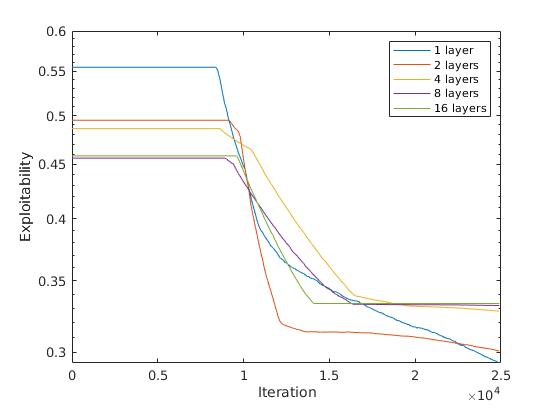 0.6
0.55
0.5
0.45
0.4
0.35
0.3
Exploitability
1 layer
2 layers
4 layers
8 layers
16 layers
0 0.5 1 1.5 2 2.5
Iteration
×10⁴